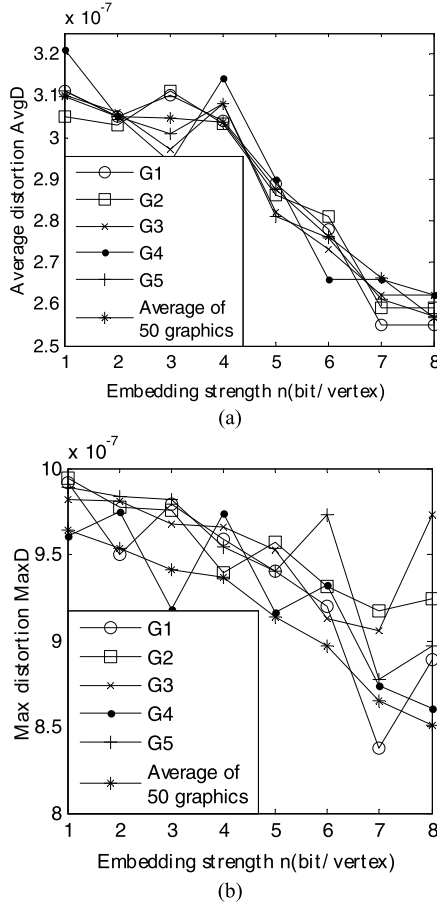 x 10^-7
3.2
3.1
3
2.9
2.8
2.7
2.6
2.5
Average distortion AvgD
G1
G2
G3
G4
G5
Average of
50 graphics
1 2 3 4 5 6 7 8
Embedding strength n(bit/vertex)
(a)
x 10^-7
10
9.5
9
8.5
8
Max distortion MaxD
G1
G2
G3
G4
G5
Average of
50 graphics
1 2 3 4 5 6 7 8
Embedding strength n(bit/vertex)
(b)